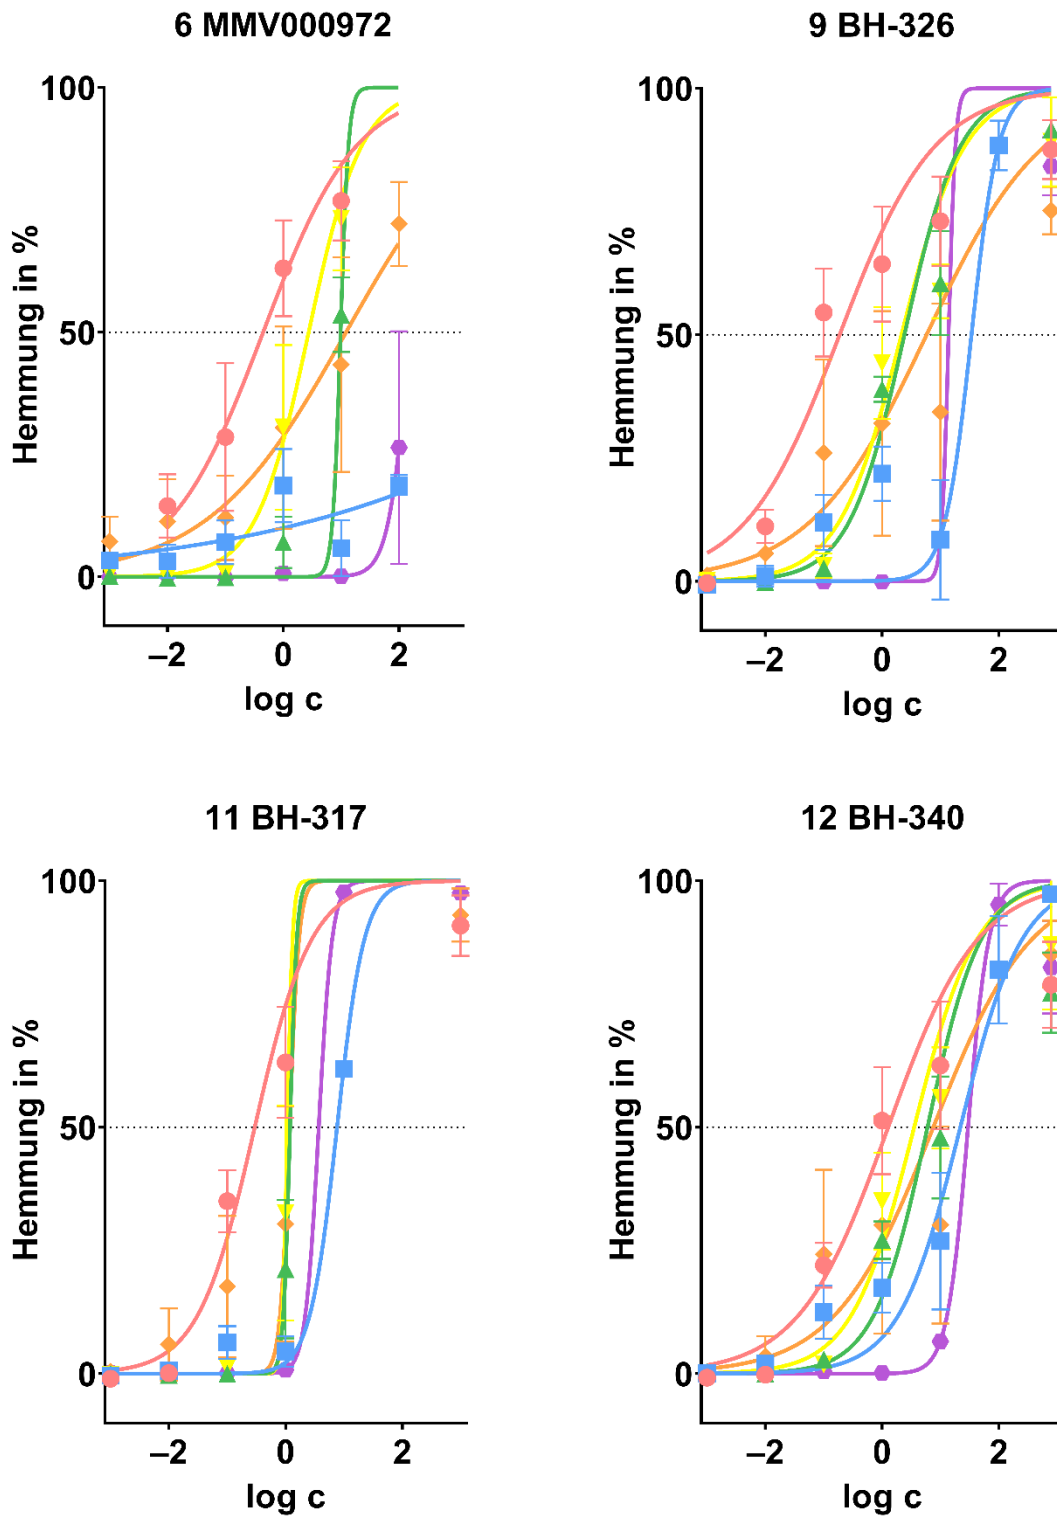 6 MMV000972
100
50
0
Hemmung in %
–2 0 2
log c
9 BH-326
100
50
0
Hemmung in %
–2 0 2
log c
11 BH-317
100
50
0
Hemmung in %
–2 0 2
log c
12 BH-340
100
50
0
Hemmung in %
–2 0 2
log c